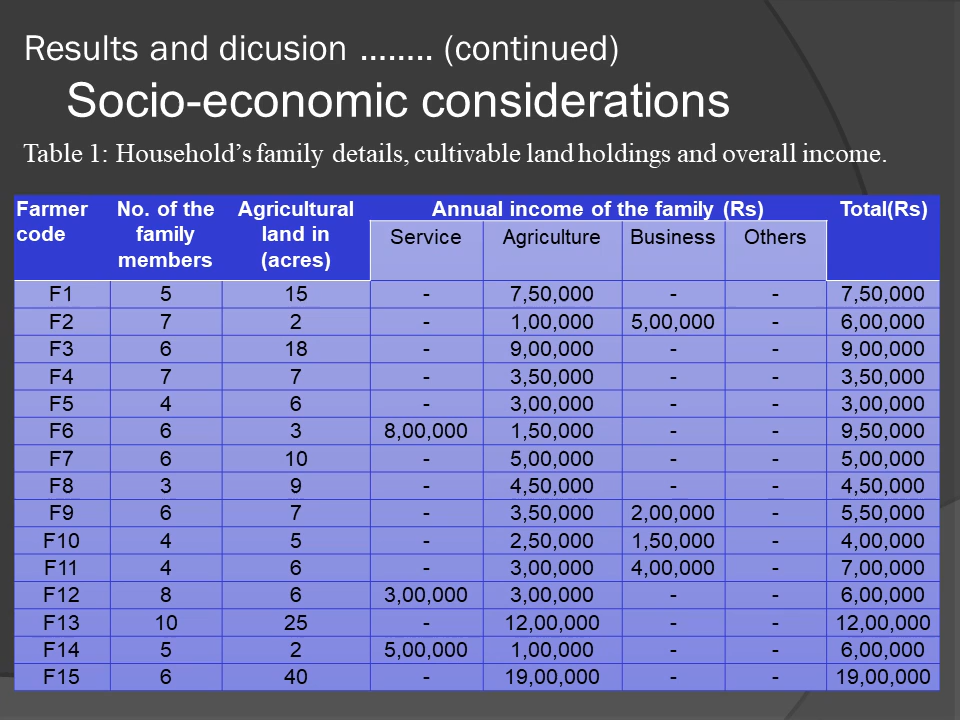 Results and dicusion …..... (continued)
Socio-economic considerations
Table 1: Household’s family details, cultivable land holdings and overall income.
Farmer code No. of the family members Agricultural land in (acres) Annual income of the family (Rs) Total(Rs)
Service Agriculture Business Others
F1 5 15 - 7,50,000 - - 7,50,000
F2 7 2 - 1,00,000 5,00,000 - 6,00,000
F3 6 18 - 9,00,000 - - 9,00,000
F4 7 7 - 3,50,000 - - 3,50,000
F5 4 6 - 3,00,000 - - 3,00,000
F6 6 3 8,00,000 1,50,000 - - 9,50,000
F7 6 10 - 5,00,000 - - 5,00,000
F8 3 9 - 4,50,000 - - 4,50,000
F9 6 7 - 3,50,000 2,00,000 - 5,50,000
F10 4 5 - 2,50,000 1,50,000 - 4,00,000
F11 4 6 - 3,00,000 4,00,000 - 7,00,000
F12 8 6 3,00,000 3,00,000 - - 6,00,000
F13 10 25 - 12,00,000 - - 12,00,000
F14 5 2 5,00,000 1,00,000 - - 6,00,000
F15 6 40 - 19,00,000 - - 19,00,000